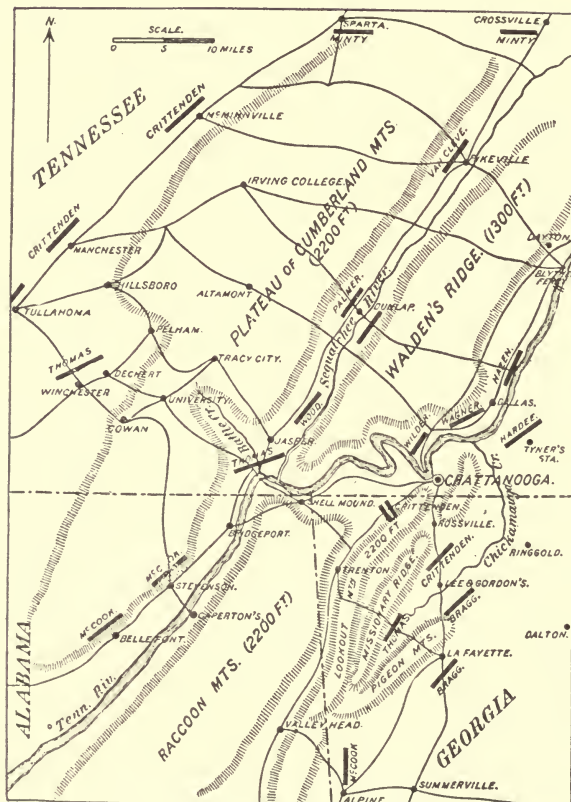 N.
SCALE.
0 5 10 MILES
SPARTA.
MINTY
CROSSVILLE
MINTY
TENNESSEE
CRITTENDEN
McMINNVILLE
VAN CLEVE.
PIKEVILLE
IRVING COLLEGE.
PLATEAU OF CUMBERLAND MTS.
(2200 FT)
WALDEN'S RIDGE. (1300 FT)
CRITTENDEN
MANCHESTER
DAYTON
HILLSBORO
ALTAMONT
PALMER.
DUNLAP.
Sequatchee River.
TULLAHOMA
PELHAM.
TRACY CITY.
THOMAS
DECHERT
WINCHESTER
UNIVERSITY
COWAN
WOOD
HAZEN.
WAGNER
DALLAS.
WILDER.
HARDEE.
TYNER'S
STA.
Battle Cr.
JASPER
CHATTANOOGA.
SHELL MOUND.
CRITTENDEN.
ROSSVILLE.
Chickamauga Cr.
BRIDGEPORT.
2200 FT
RINGGOLD.
TRENTON
CRITTENDEN.
McCOOK
STEVENSON.
LEE & GORDON'S.
CAPERTON'S
LOOKOUT MTS
MISSIONARY RIDGE.
THOMAS
BRAGG.
McCOOK.
BELLEFONT.
PIGEON MTS.
DALTON.
LA FAYETTE.
BRAGG.
ALABAMA
Tenn. Riv.
RACCOON MTS. (2200 FT)
VALLEY HEAD.
GEORGIA
McCOOK
ALPINE
SUMMERVILLE.